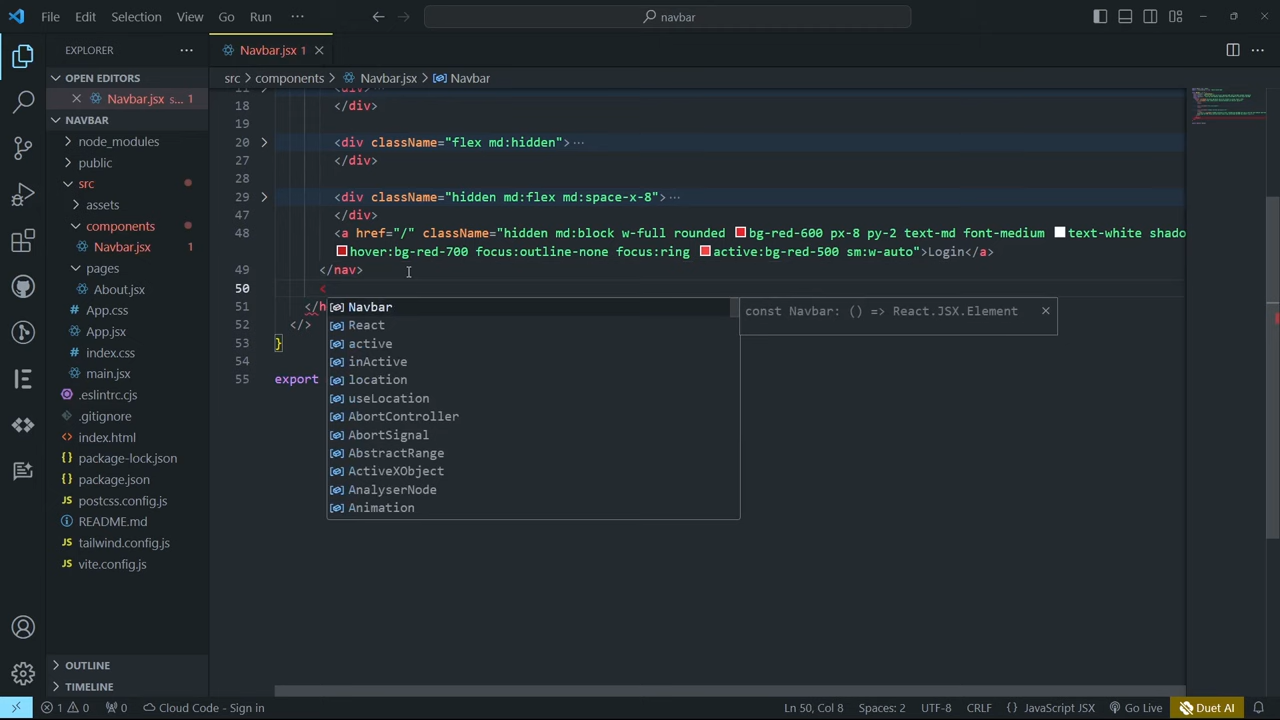 File Edit Selection View Go Run ··· navbar
EXPLORER ···
Navbar.jsx 1
OPEN EDITORS
Navbar.jsx s... 1
NAVBAR
node_modules
public
src
assets
components
Navbar.jsx 1
pages
About.jsx
App.css
App.jsx
index.css
main.jsx
.eslintrc.cjs
.gitignore
index.html
package-lock.json
package.json
postcss.config.js
README.md
tailwind.config.js
vite.config.js
OUTLINE
TIMELINE
src > components > Navbar.jsx > Navbar
11 <div>···
18 </div>
19
20 <div className="flex md:hidden">···
27 </div>
28
29 <div className="hidden md:flex md:space-x-8">···
47 </div>
48 <a href="/" className="hidden md:block w-full rounded bg-red-600 px-8 py-2 text-md font-medium text-white shado
hover:bg-red-700 focus:outline-none focus:ring active:bg-red-500 sm:w-auto">Login</a>
49 </nav>
50 <
51 </h
52 </>
53 }
54
55 export
Navbar
React
active
inActive
location
useLocation
AbortController
AbortSignal
AbstractRange
ActiveXObject
AnalyserNode
Animation
const Navbar: () => React.JSX.Element
1 0 0 Cloud Code - Sign in Ln 50, Col 8 Spaces: 2 UTF-8 CRLF { } JavaScript JSX Go Live Duet AI